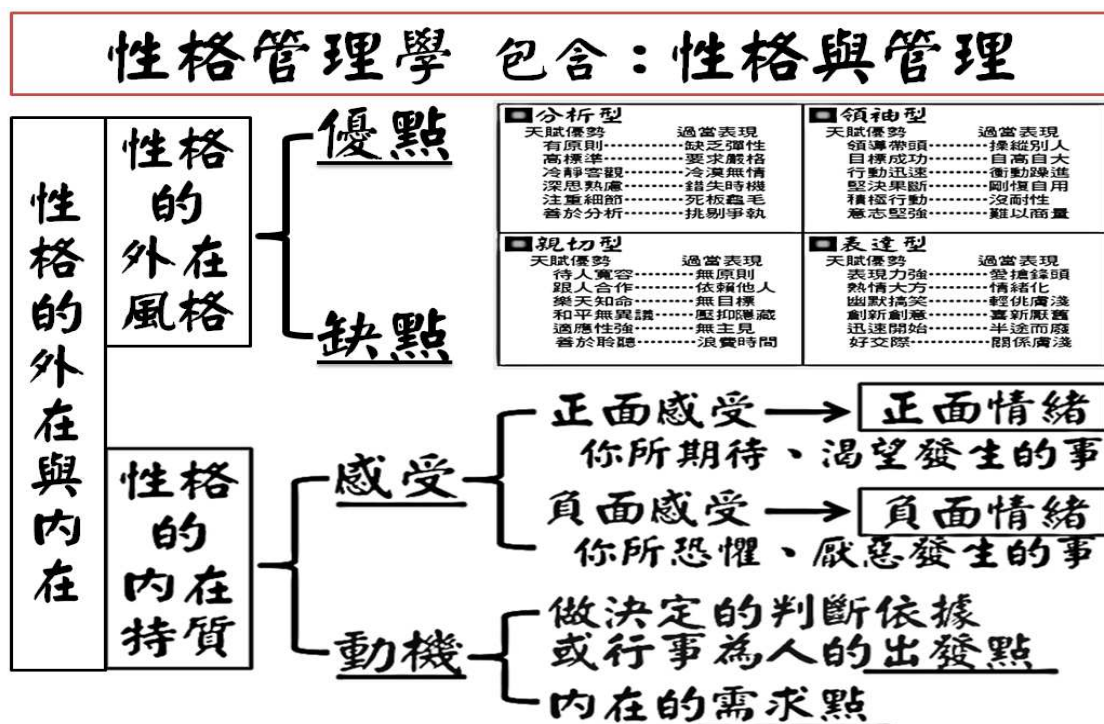 性格管理學 包含：性格與管理
性格的外在與內在
性格
的
外在
風格
優點
缺點
■分析型
天賦優勢 過當表現
有原則………缺乏彈性
高標準………要求嚴格
冷靜客觀………冷漠無情
深思熟慮………錯失時機
注重細節………死板龜毛
善於分析………挑剔爭執
■領袖型
天賦優勢 過當表現
領導帶頭………操縱別人
目標成功………自高自大
行動迅速………衝動躁進
堅決果斷………剛愎自用
積極行動………沒耐性
意志堅強………難以商量
■親切型
天賦優勢 過當表現
待人寬容………無原則
跟人合作………依賴他人
樂天知命………無目標
和平無異議………壓抑隱藏
適應性強………無主見
善於聆聽………浪費時間
■表達型
天賦優勢 過當表現
表現力強………愛搶鋒頭
熱情大方………情緒化
幽默搞笑………輕佻膚淺
創新創意………喜新厭舊
迅速開始………半途而廢
好交際………關係膚淺
性格
的
內在
特質
感受
正面感受 → 正面情緒
你所期待、渴望發生的事
負面感受 → 負面情緒
你所恐懼、厭惡發生的事
動機
做決定的判斷依據
或行事為人的出發點
內在的需求點